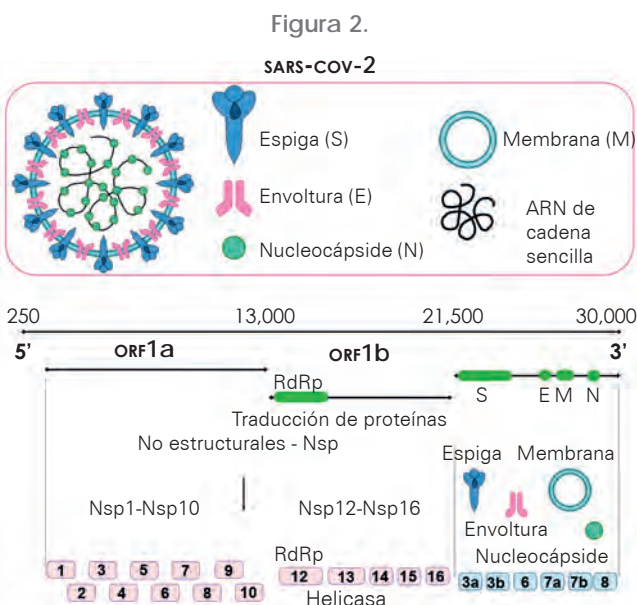 Figura 2.
SARS-COV-2
Espiga (S)
Membrana (M)
Envoltura (E)
Nucleocápside (N)
ARN de
cadena
sencilla
250 13,000 21,500 30,000
5' ORF1a ORF1b 3'
RdRp
S E M N
Traducción de proteínas
No estructurales - Nsp
Espiga Membrana
Nsp1-Nsp10 Nsp12-Nsp16
Envoltura
Nucleocápside
RdRp
1 3 5 7 9
2 4 6 8 10
12 13 14 15 16
Helicasa
3a 3b 6 7a 7b 8